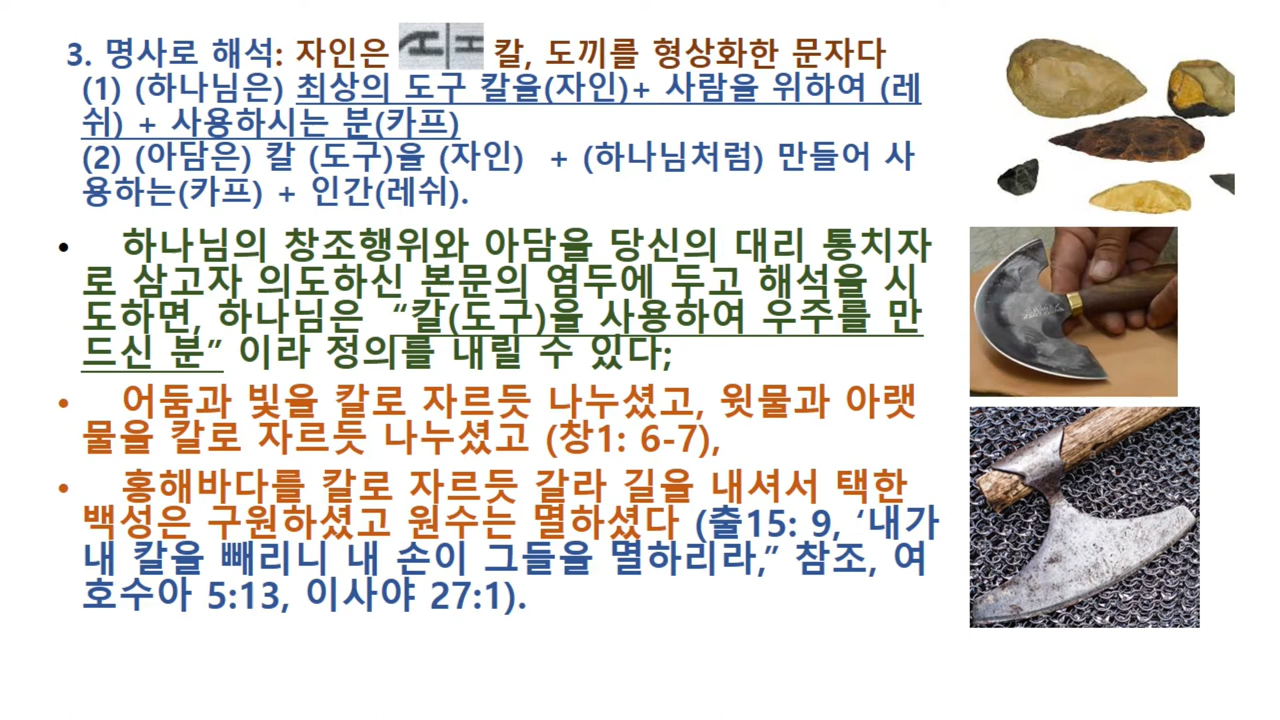 3. 명사로 해석: 자인은 칼, 도끼를 형상화한 문자다
(1) (하나님은) 최상의 도구 칼을(자인)+ 사람을 위하여 (레
쉬) + 사용하시는 분(카프)
(2) (아담은) 칼 (도구)을 (자인) + (하나님처럼) 만들어 사
용하는(카프) + 인간(레쉬).
• 하나님의 창조행위와 아담을 당신의 대리 통치자
로 삼고자 의도하신 본문의 염두에 두고 해석을 시
도하면, 하나님은 “칼(도구)을 사용하여 우주를 만
드신 분” 이라 정의를 내릴 수 있다;
• 어둠과 빛을 칼로 자르듯 나누셨고, 윗물과 아랫
물을 칼로 자르듯 나누셨고 (창1: 6-7),
• 홍해바다를 칼로 자르듯 갈라 길을 내셔서 택한
백성은 구원하셨고 원수는 멸하셨다 (출15: 9, ‘내가
내 칼을 빼리니 내 손이 그들을 멸하리라,” 참조, 여
호수아 5:13, 이사야 27:1).